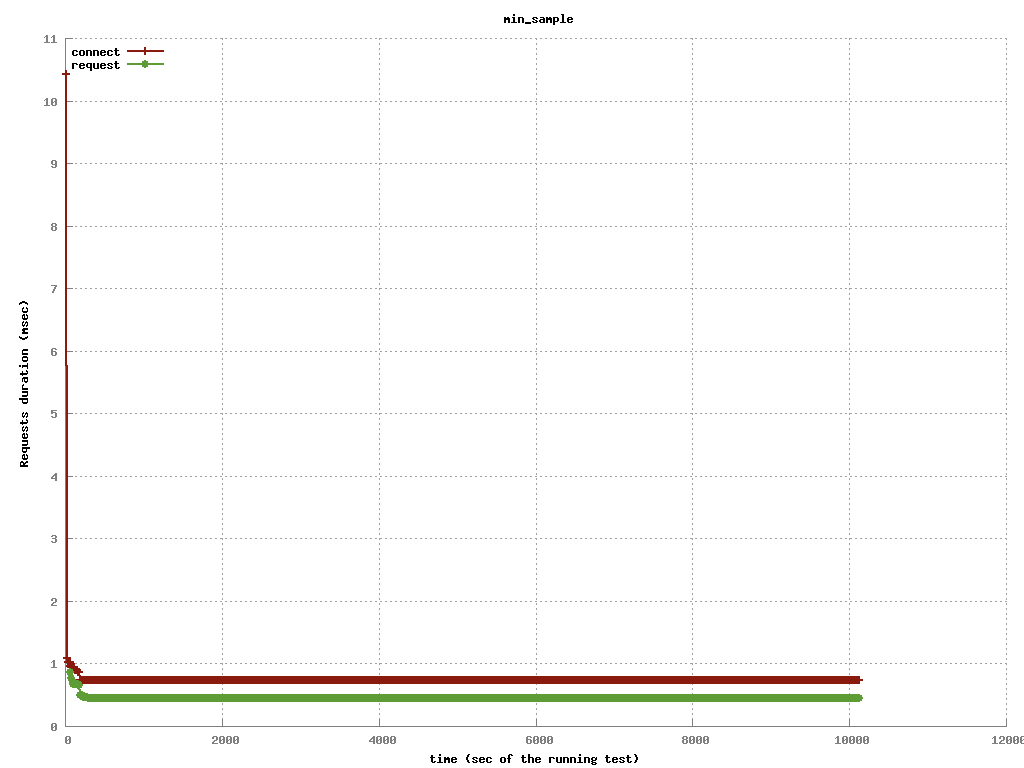 min_sample
connect
request
11
10
9
8
7
6
5
4
3
2
1
0
Requests duration (msec)
0 2000 4000 6000 8000 10000 12000
time (sec of the running test)